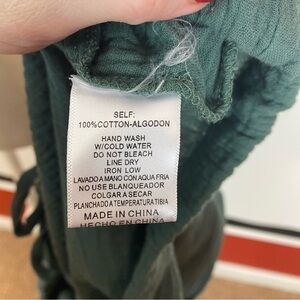 SELF:
100%COTTON-ALGODON
HAND WASH
W/COLD WATER
DO NOT BLEACH
LINE DRY
IRON LOW
LAVADO A MANO CON AQUA FRIA
NO USE BLANQUEADOR
COLGAR A SECAR
PLANCHADO A TEMPERATURA TIBIA
MADE IN CHINA
HECHO EN CHINA